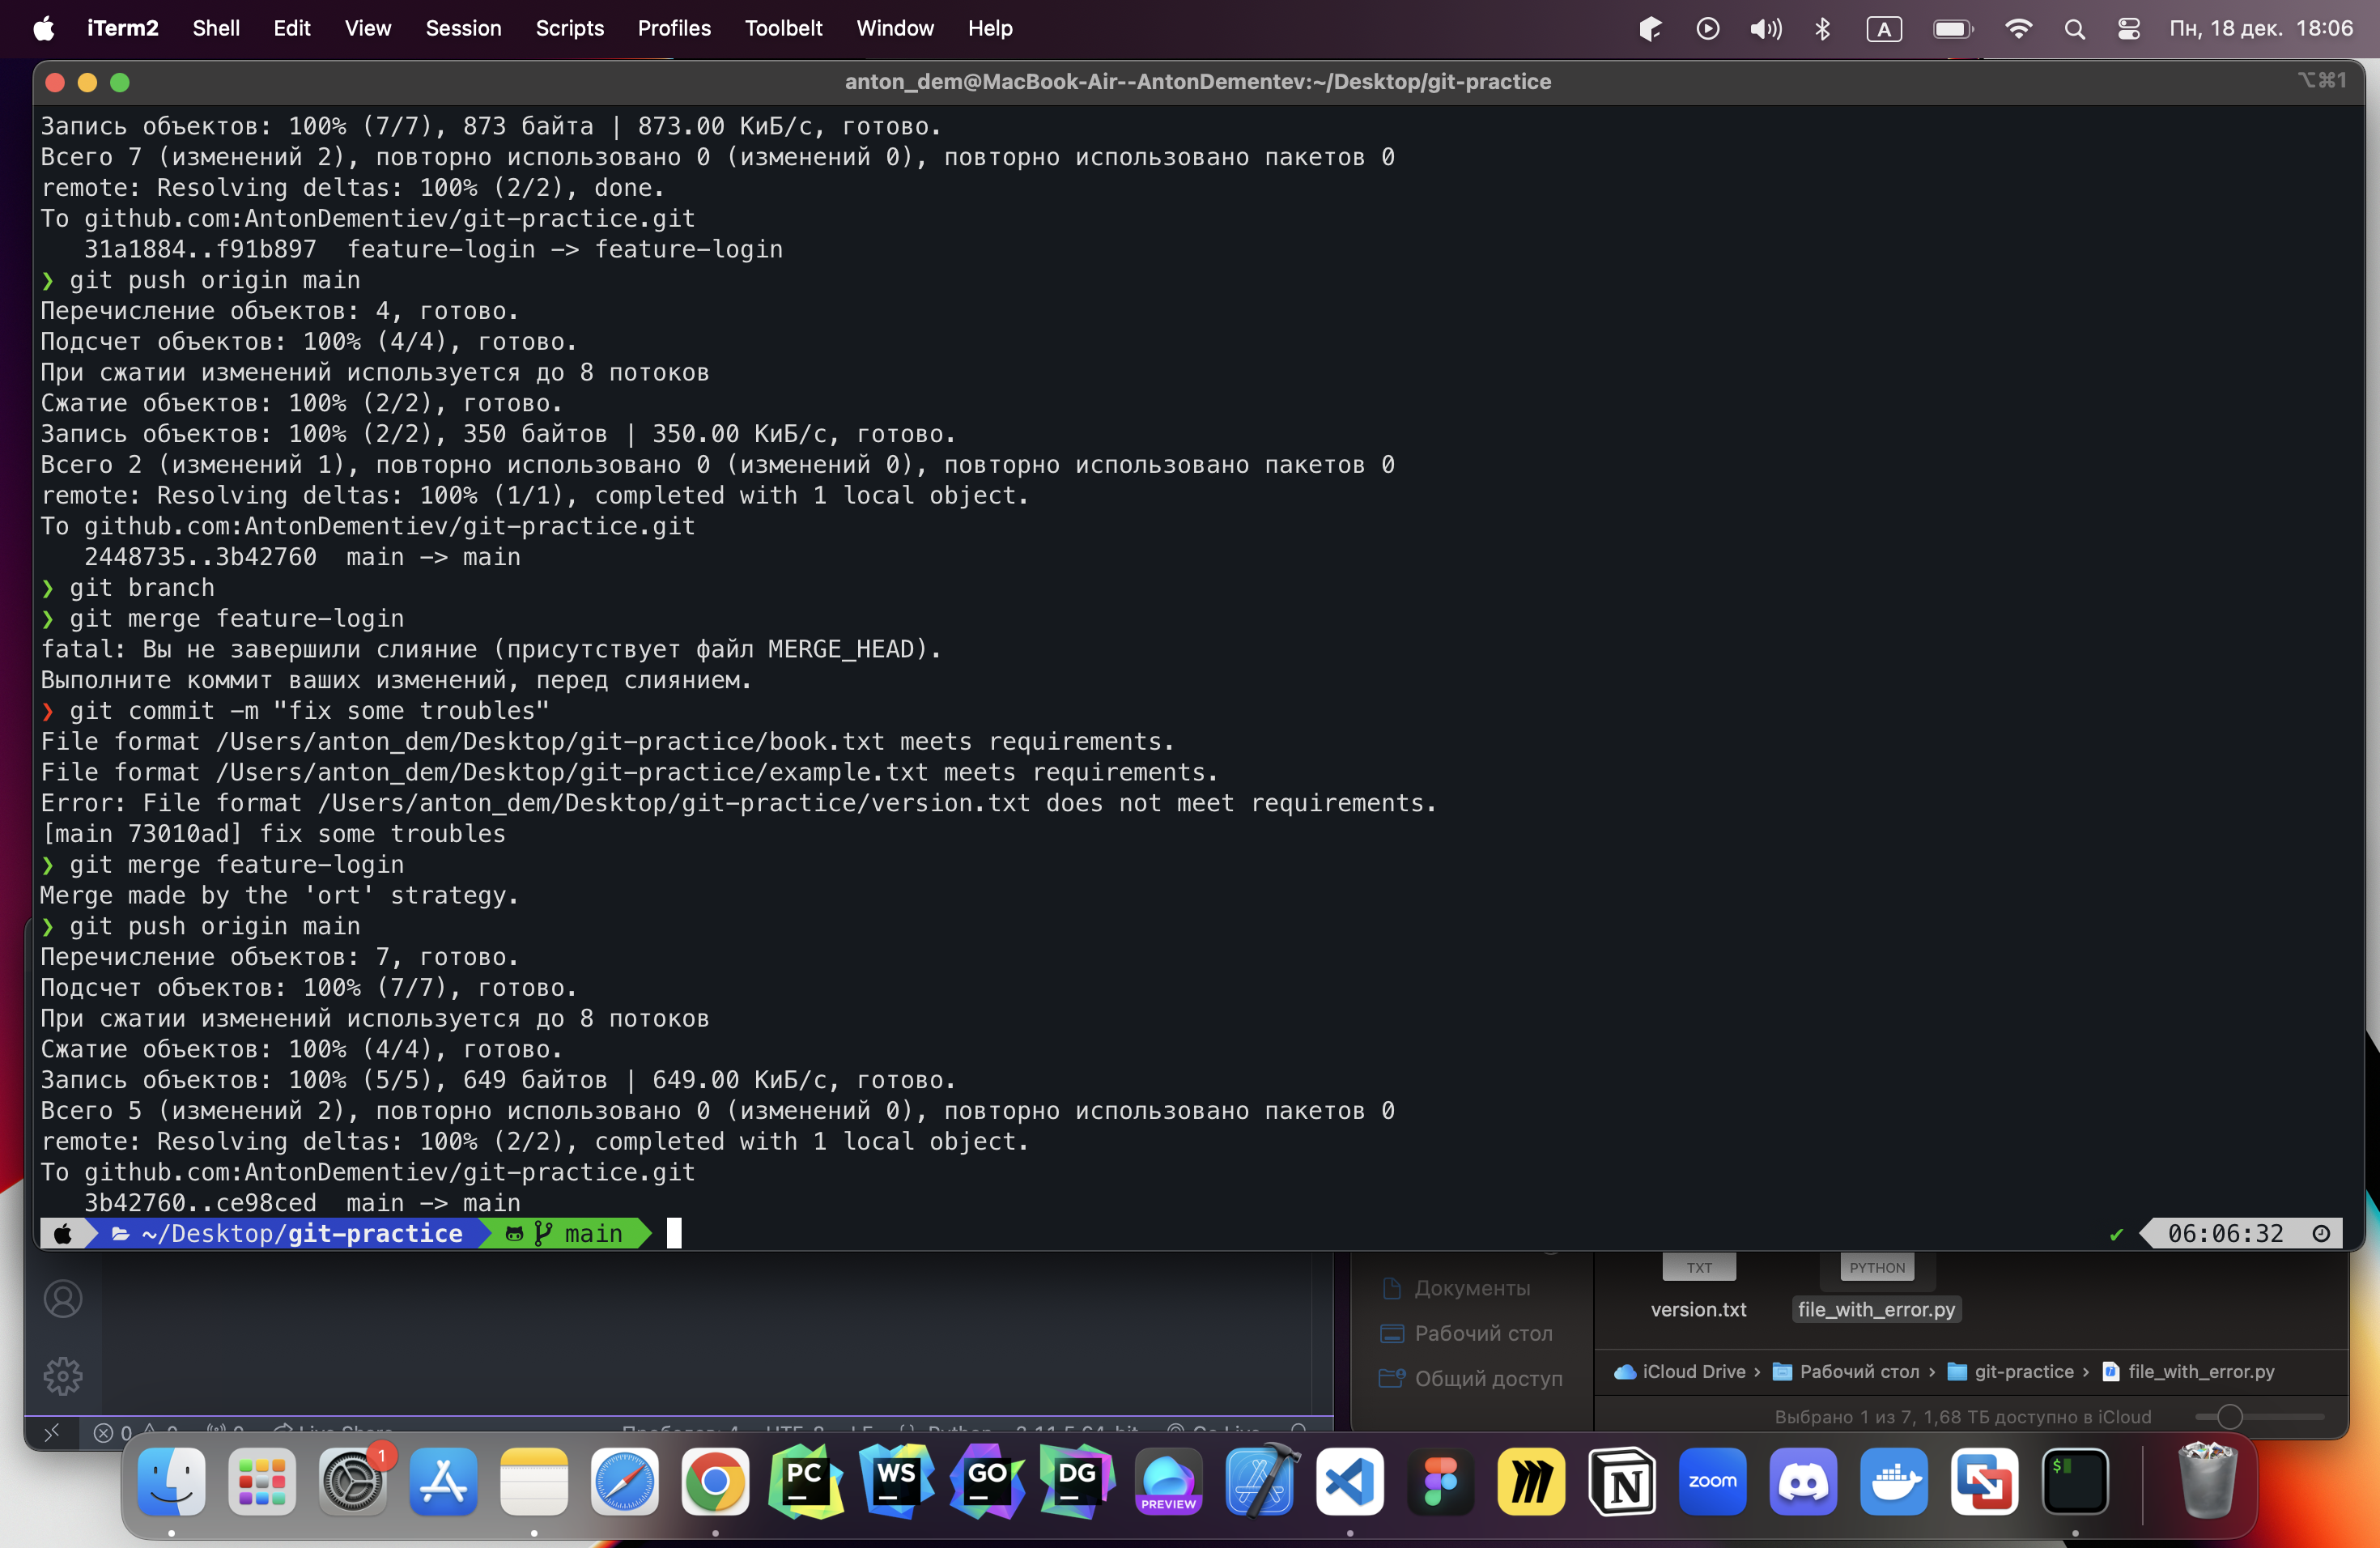 iTerm2 Shell Edit View Session Scripts Profiles Toolbelt Window Help A Пн, 18 дек. 18:06
anton_dem@MacBook-Air--AntonDementev:~/Desktop/git-practice ⌥⌘1
Запись объектов: 100% (7/7), 873 байта | 873.00 КиБ/с, готово.
Всего 7 (изменений 2), повторно использовано 0 (изменений 0), повторно использовано пакетов 0
remote: Resolving deltas: 100% (2/2), done.
To github.com:AntonDementiev/git-practice.git
31a1884..f91b897 feature-login -> feature-login
❯ git push origin main
Перечисление объектов: 4, готово.
Подсчет объектов: 100% (4/4), готово.
При сжатии изменений используется до 8 потоков
Сжатие объектов: 100% (2/2), готово.
Запись объектов: 100% (2/2), 350 байтов | 350.00 КиБ/с, готово.
Всего 2 (изменений 1), повторно использовано 0 (изменений 0), повторно использовано пакетов 0
remote: Resolving deltas: 100% (1/1), completed with 1 local object.
To github.com:AntonDementiev/git-practice.git
2448735..3b42760 main -> main
❯ git branch
❯ git merge feature-login
fatal: Вы не завершили слияние (присутствует файл MERGE_HEAD).
Выполните коммит ваших изменений, перед слиянием.
❯ git commit -m "fix some troubles"
File format /Users/anton_dem/Desktop/git-practice/book.txt meets requirements.
File format /Users/anton_dem/Desktop/git-practice/example.txt meets requirements.
Error: File format /Users/anton_dem/Desktop/git-practice/version.txt does not meet requirements.
[main 73010ad] fix some troubles
❯ git merge feature-login
Merge made by the 'ort' strategy.
❯ git push origin main
Перечисление объектов: 7, готово.
Подсчет объектов: 100% (7/7), готово.
При сжатии изменений используется до 8 потоков
Сжатие объектов: 100% (4/4), готово.
Запись объектов: 100% (5/5), 649 байтов | 649.00 КиБ/с, готово.
Всего 5 (изменений 2), повторно использовано 0 (изменений 0), повторно использовано пакетов 0
remote: Resolving deltas: 100% (2/2), completed with 1 local object.
To github.com:AntonDementiev/git-practice.git
3b42760..ce98ced main -> main
~/Desktop/git-practice main ✔ 06:06:32
Документы
Рабочий стол
Общий доступ
TXT PYTHON
version.txt file_with_error.py
iCloud Drive › Рабочий стол › git-practice › file_with_error.py
Выбрано 1 из 7, 1,68 ТБ доступно в iCloud
1
PC WS GO DG PREVIEW N zoom $